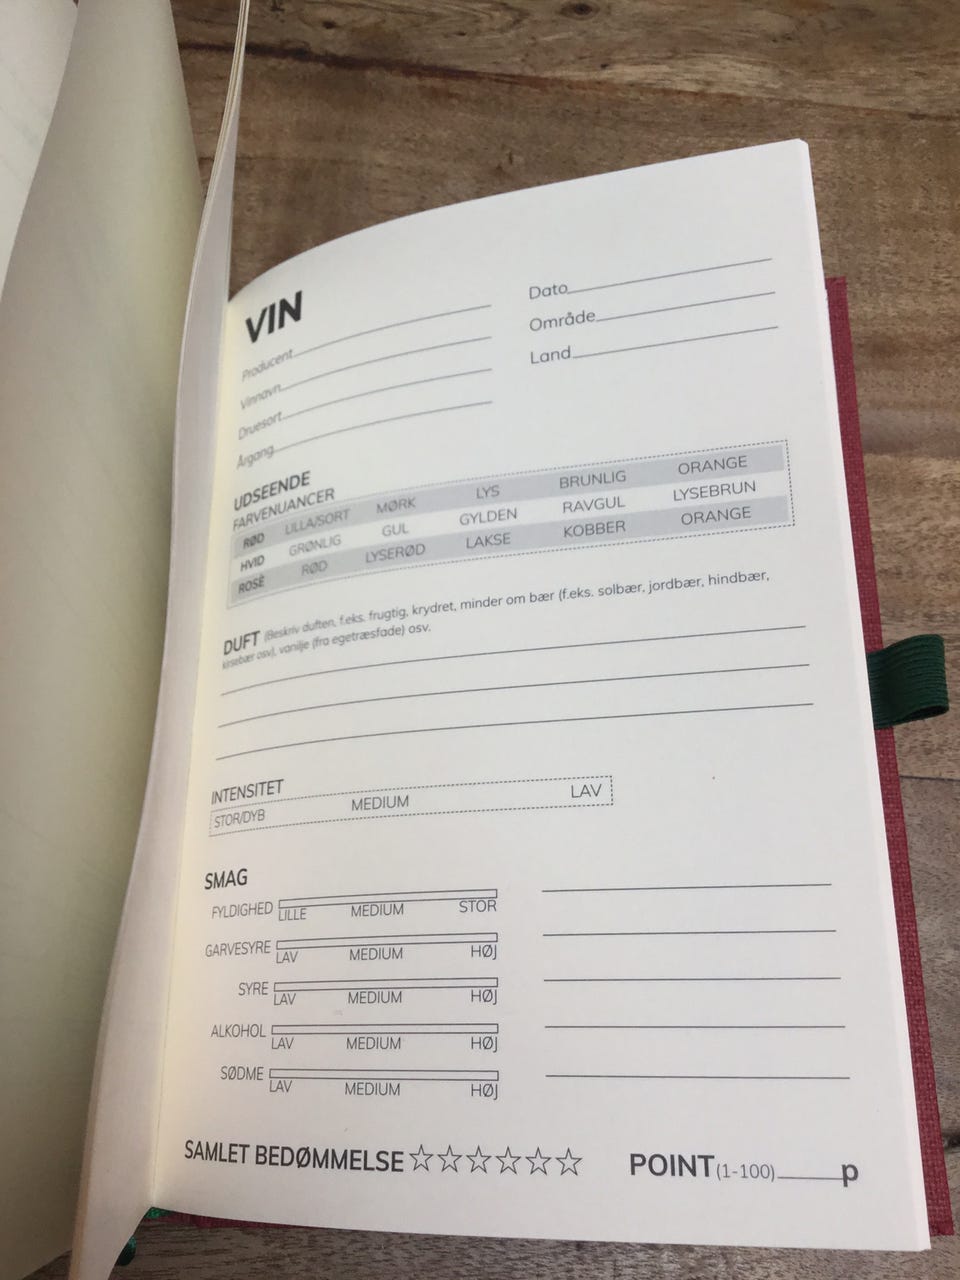 VIN
Producent
Vinnavn
Druesort
Årgang
Dato
Område
Land
UDSEENDE
FARVENUANCER
RØD LILLA/SORT MØRK LYS BRUNLIG ORANGE
HVID GRØNLIG GUL GYLDEN RAVGUL LYSEBRUN
ROSÈ RØD LYSERØD LAKSE KOBBER ORANGE
DUFT (Beskriv duften, f.eks. frugtig, krydret, minder om bær (f.eks. solbær, jordbær, hindbær,
kirsebær osv), vanilje (fra egetræsfade) osv.
INTENSITET
STOR/DYB MEDIUM LAV
SMAG
FYLDIGHED
LILLE MEDIUM STOR
GARVESYRE
LAV MEDIUM HØJ
SYRE
LAV MEDIUM HØJ
ALKOHOL
LAV MEDIUM HØJ
SØDME
LAV MEDIUM HØJ
SAMLET BEDØMMELSE ☆☆☆☆☆☆ POINT (1-100)______p